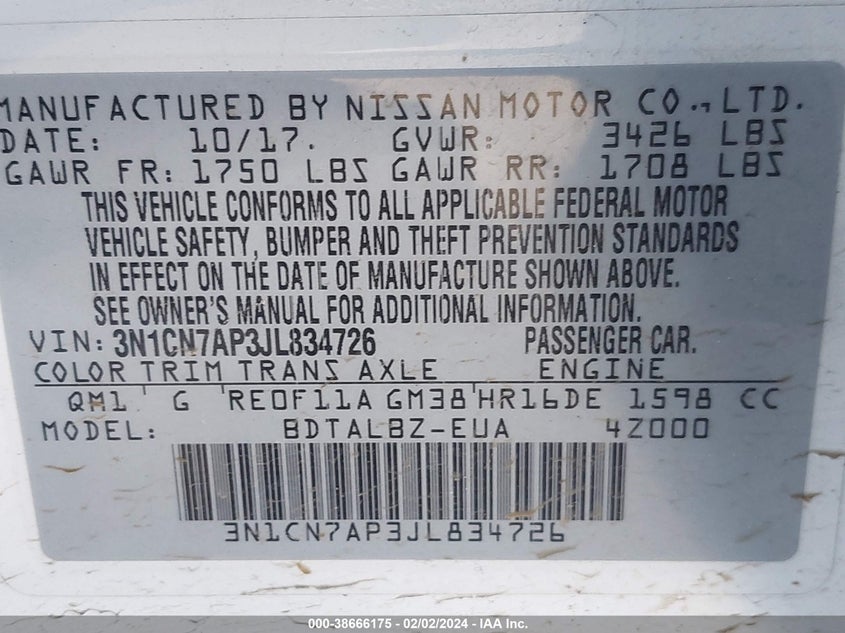 MANUFACTURED BY NISSAN MOTOR CO., LTD.
DATE: 10/17. GVWR: 3426 LBS
GAWR FR: 1750 LBS GAWR RR: 1708 LBS
THIS VEHICLE CONFORMS TO ALL APPLICABLE FEDERAL MOTOR
VEHICLE SAFETY, BUMPER AND THEFT PREVENTION STANDARDS
IN EFFECT ON THE DATE OF MANUFACTURE SHOWN ABOVE.
SEE OWNER'S MANUAL FOR ADDITIONAL INFORMATION.
VIN: 3N1CN7AP3JL834726 PASSENGER CAR.
COLOR TRIM TRANS AXLE ENGINE
QM1 G RE0F11A GM38 HR16DE 1598 CC
MODEL: BDTALBZ-EUA 4Z000
3N1CN7AP3JL834726
000-38666175 - 02/02/2024 - IAA Inc.